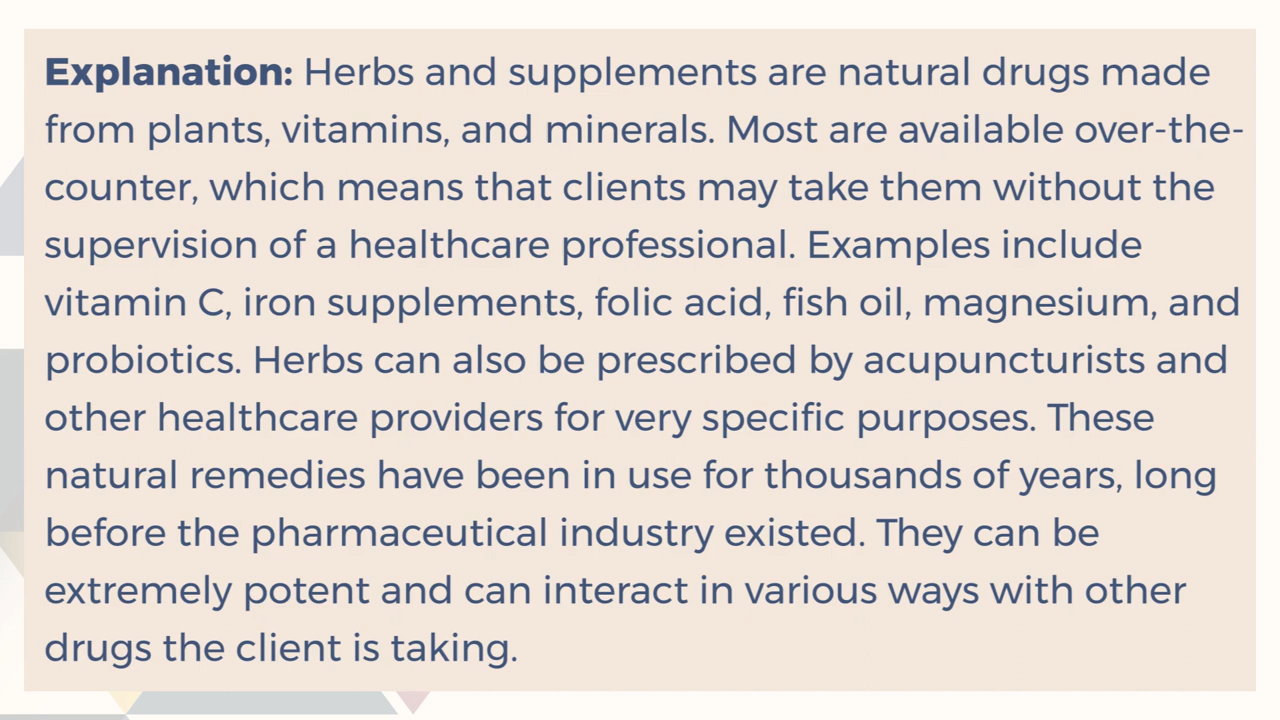 Explanation: Herbs and supplements are natural drugs made
from plants, vitamins, and minerals. Most are available over-the-
counter, which means that clients may take them without the
supervision of a healthcare professional. Examples include
vitamin C, iron supplements, folic acid, fish oil, magnesium, and
probiotics. Herbs can also be prescribed by acupuncturists and
other healthcare providers for very specific purposes. These
natural remedies have been in use for thousands of years, long
before the pharmaceutical industry existed. They can be
extremely potent and can interact in various ways with other
drugs the client is taking.